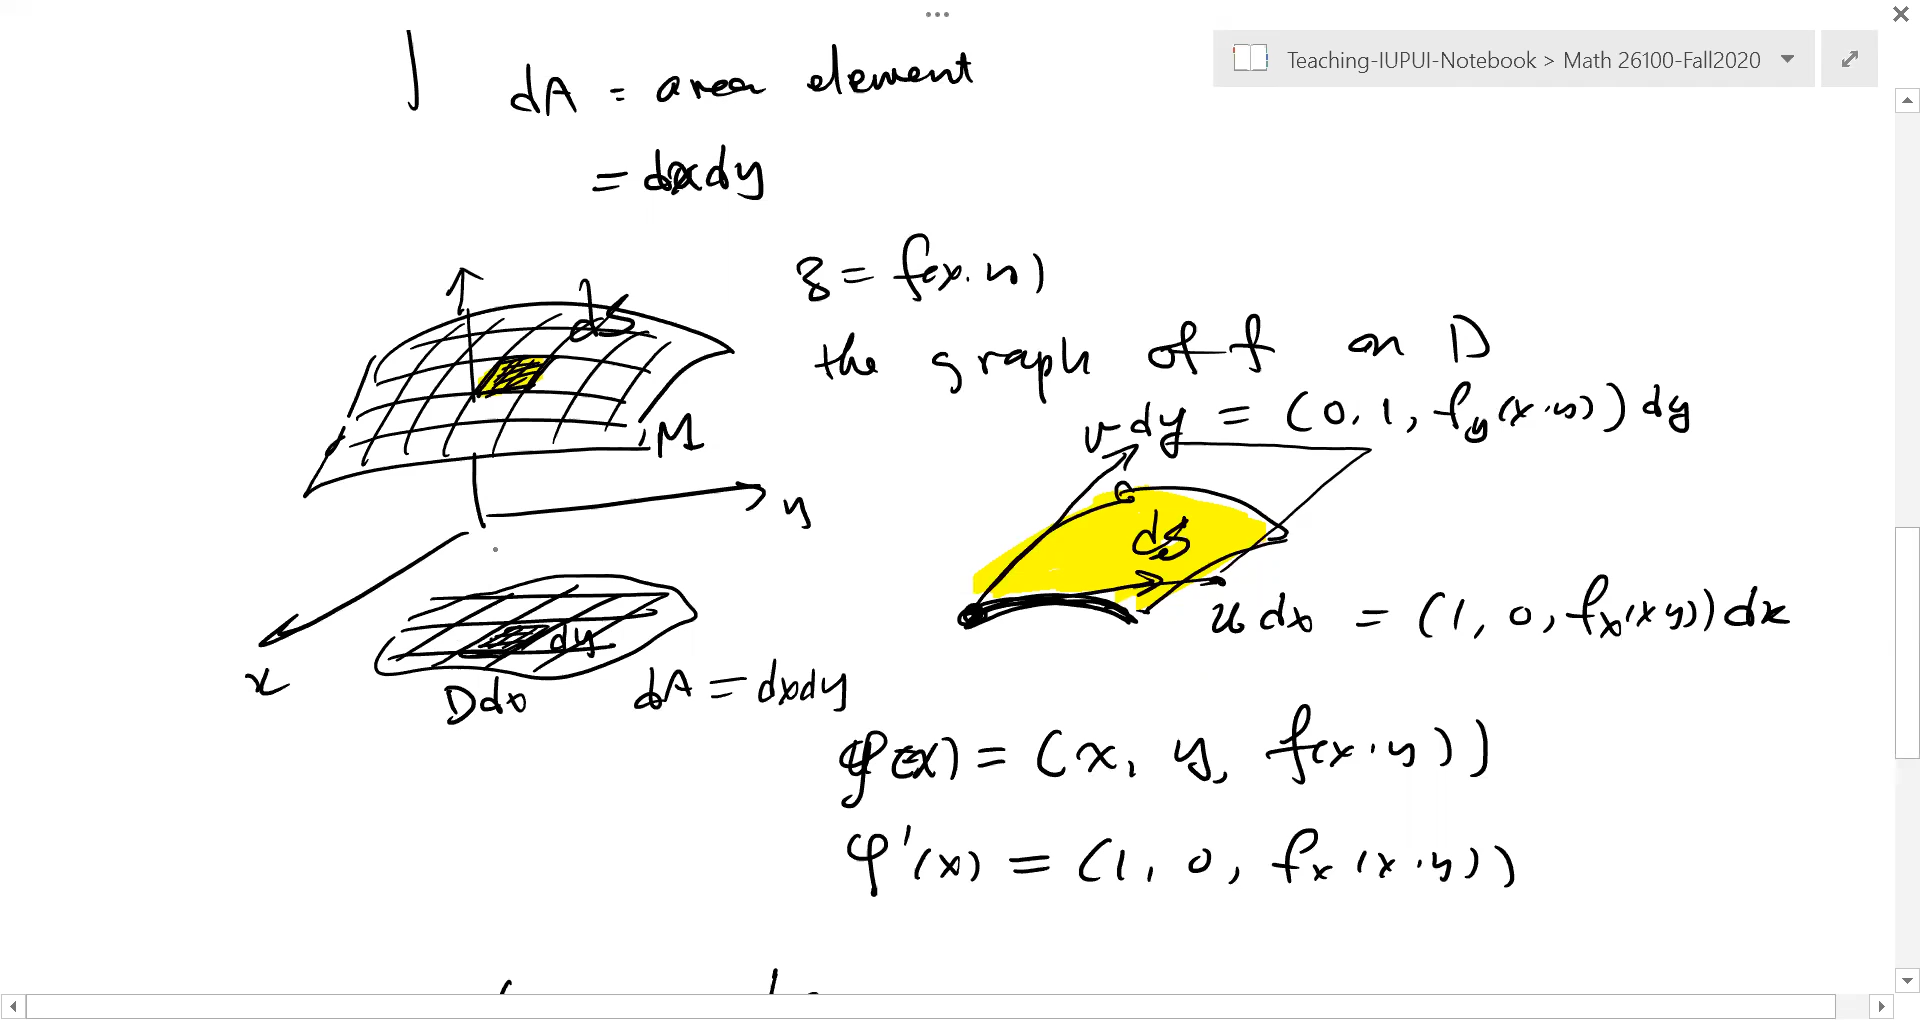 Teaching-IUPUI-Notebook > Math 26100-Fall2020
dA = area element
= dxdy
z = f(x,y)
the graph of f on D
dS
M
y
x
dy
D dx
dA = dxdy
v dy = (0, 1, f_y(x,y)) dy
dS
u dx = (1, 0, f_x(x,y)) dx
φ(x) = (x, y, f(x,y))
φ'(x) = (1, 0, f_x(x,y))